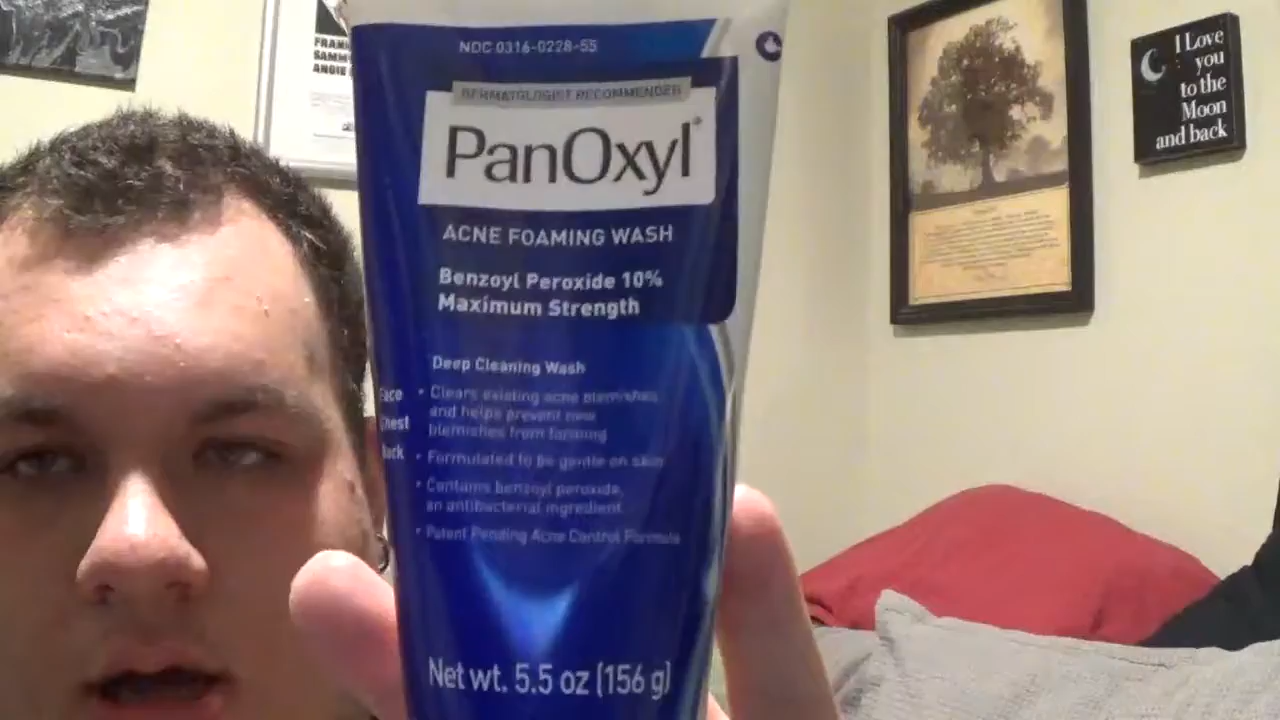 FRANK
SAMM
ANGIE
NDC 0316-0228-55
DERMATOLOGIST RECOMMENDED
PanOxyl®
ACNE FOAMING WASH
Benzoyl Peroxide 10%
Maximum Strength
Deep Cleaning Wash
• Clears existing acne blemishes
and helps prevent new
blemishes from forming
• Formulated to be gentle on skin
• Contains benzoyl peroxide,
an antibacterial ingredient
• Patent Pending Acne Control Formula
Face
Chest
Back
Net wt. 5.5 oz (156 g)
I Love
you
to the
Moon
and back